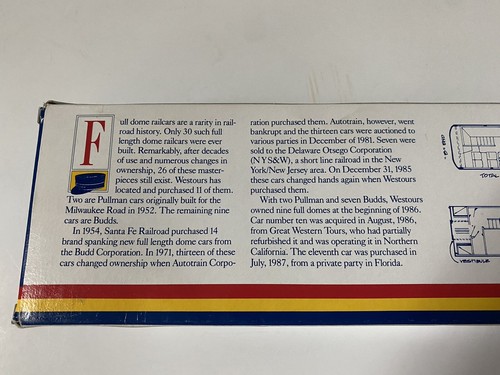 Full dome railcars are a rarity in rail-
road history. Only 30 such full
length dome railcars were ever
built. Remarkably, after decades
of use and numerous changes in
ownership, 26 of these master-
pieces still exist. Westours has
located and purchased 11 of them.
Two are Pullman cars originally built for the
Milwaukee Road in 1952. The remaining nine
cars are Budds.
In 1954, Santa Fe Railroad purchased 14
brand spanking new full length dome cars from
the Budd Corporation. In 1971, thirteen of these
cars changed ownership when Autotrain Corpo-
ration purchased them. Autotrain, however, went
bankrupt and the thirteen cars were auctioned to
various parties in December of 1981. Seven were
sold to the Delaware Otsego Corporation
(NYS&W), a short line railroad in the New
York/New Jersey area. On December 31, 1985
these cars changed hands again when Westours
purchased them.
With two Pullman and seven Budds, Westours
owned nine full domes at the beginning of 1986.
Car number ten was acquired in August, 1986,
from Great Western Tours, who had partially
refurbished it and was operating it in Northern
California. The eleventh car was purchased in
July, 1987, from a private party in Florida.
TOTAL
VESTIBULE